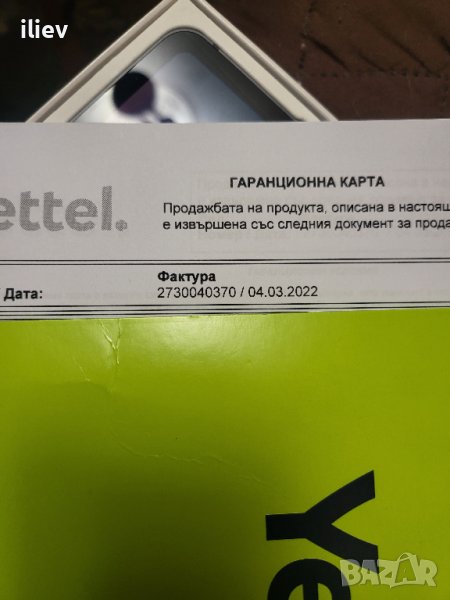 iliev
ГАРАНЦИОННА КАРТА
ettel.
Продажбата на продукта, описана в настоящ
е извършена със следния документ за прода
Фактура
Дата: 2730040370 / 04.03.2022
Ye
BAZAR